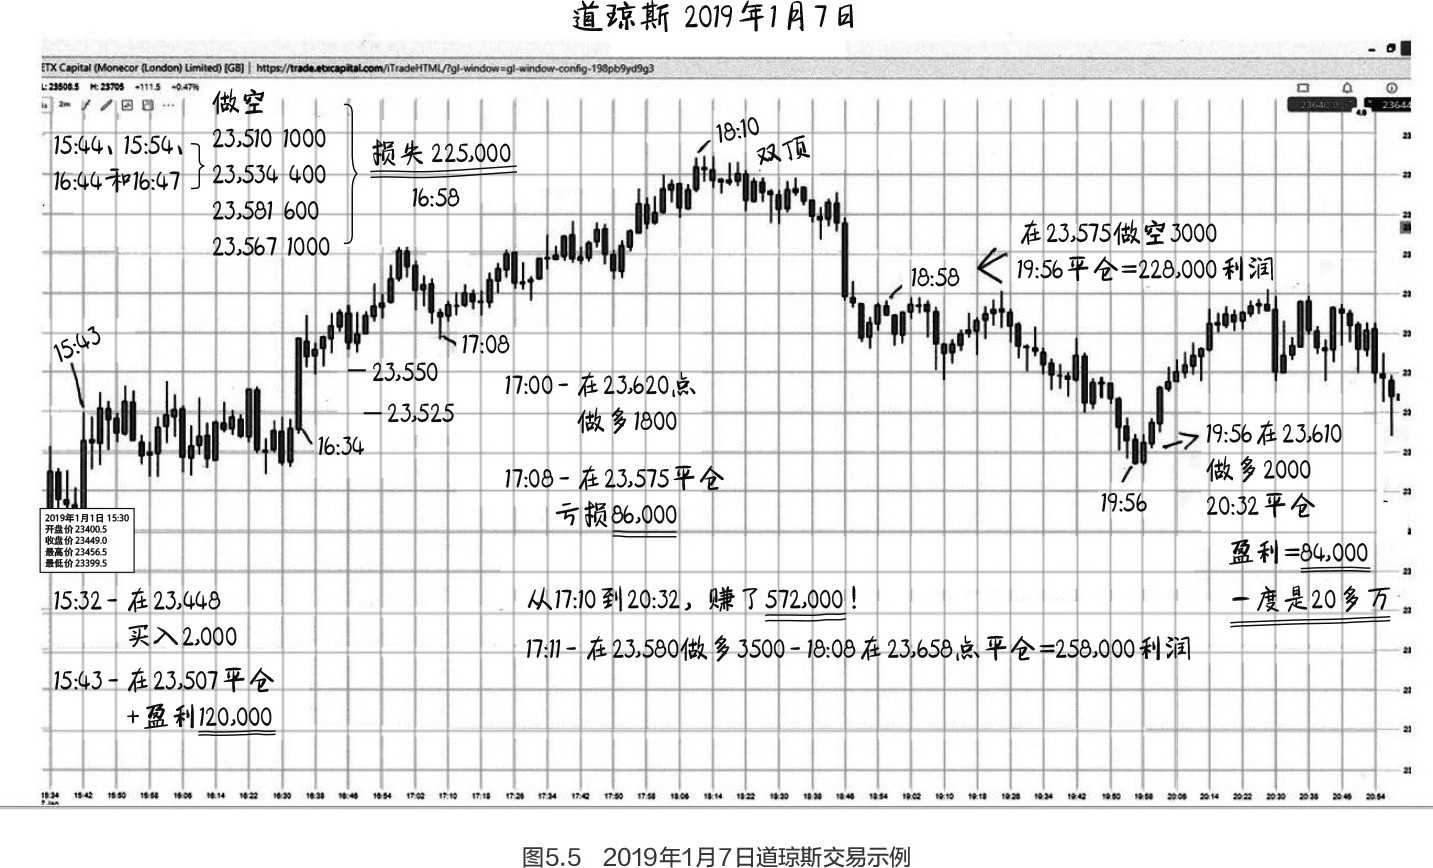 道琼斯 2019年1月7日
ETX Capital (Monecor (London) Limited) [GB] | https://trade.etxcapital.com/iTradeHTML/?gl-window=gl-window-config-198pb9yd9g3
L: 23508.5 H: 23705 +111.5 +0.47%
2m
23640.0
23644
做空
15:44、15:54、
16:44和16:47
23,510 1000
23,534 400
23,581 600
23,567 1000
损失 225,000
16:58
18:10
双顶
在23,575做空3000
19:56平仓=228,000利润
18:58
15:43
17:08
23,550
23,525
16:34
17:00-在23,620点
做多1800
17:08-在23,575平仓
亏损86,000
19:56在23,610
做多2000
20:32平仓
19:56
盈利=84,000
一度是20多万
2019年1月1日 15:30
开盘价 23400.5
收盘价 23449.0
最高价 23456.5
最低价 23399.5
15:32-在23,448
买入2,000
15:43-在23,507平仓
+盈利120,000
从17:10到20:32，赚了572,000！
17:11-在23,580做多3500-18:08在23,658点平仓=258,000利润
15:34 15:42 15:50 15:58 16:06 16:14 16:22 16:30 16:38 16:46 16:54 17:02 17:10 17:18 17:26 17:34 17:42 17:50 17:58 18:06 18:14 18:22 18:30 18:38 18:46 18:54 19:02 19:10 19:18 19:26 19:34 19:42 19:50 19:58 20:06 20:14 20:22 20:30 20:38 20:46 20:54
7 Jan
图5.5 2019年1月7日道琼斯交易示例